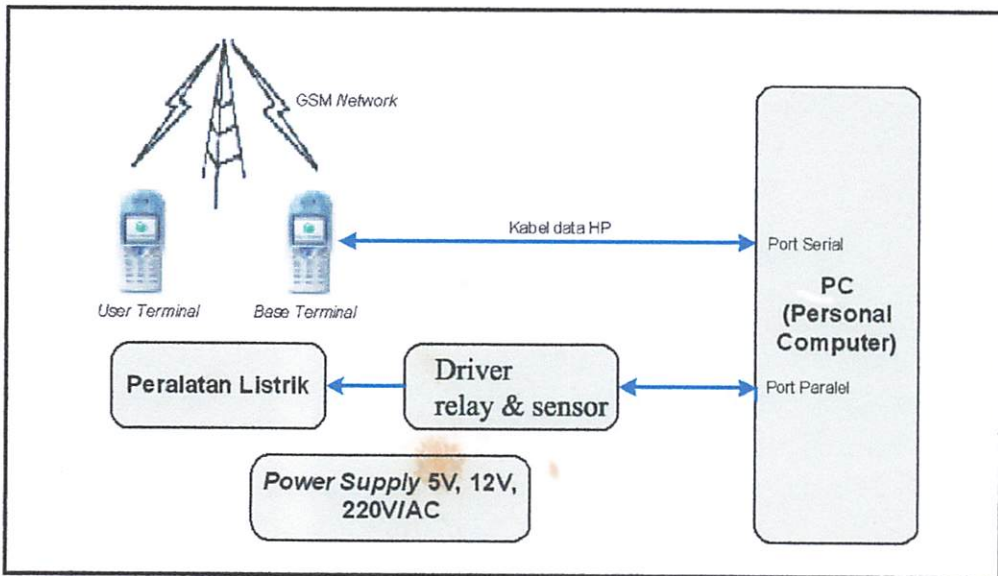 GSM Network
User Terminal
Base Terminal
Kabel data HP
Port Serial
PC
(Personal
Computer)
Port Paralel
Peralatan Listrik
Driver
relay & sensor
Power Supply 5V, 12V,
220V/AC